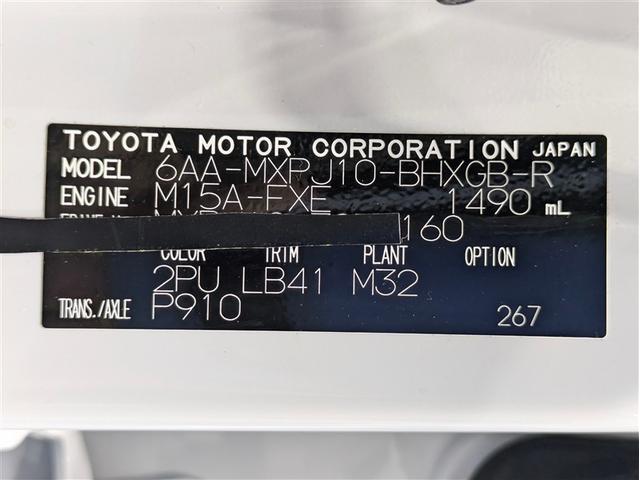 TOYOTA MOTOR CORPORATION JAPAN
MODEL 6AA-MXPJ10-BHXGB-R
ENGINE M15A-FXE 1490 mL
160
COLOR TRIM PLANT OPTION
2PU LB41 M32
TRANS./AXLE P910 267